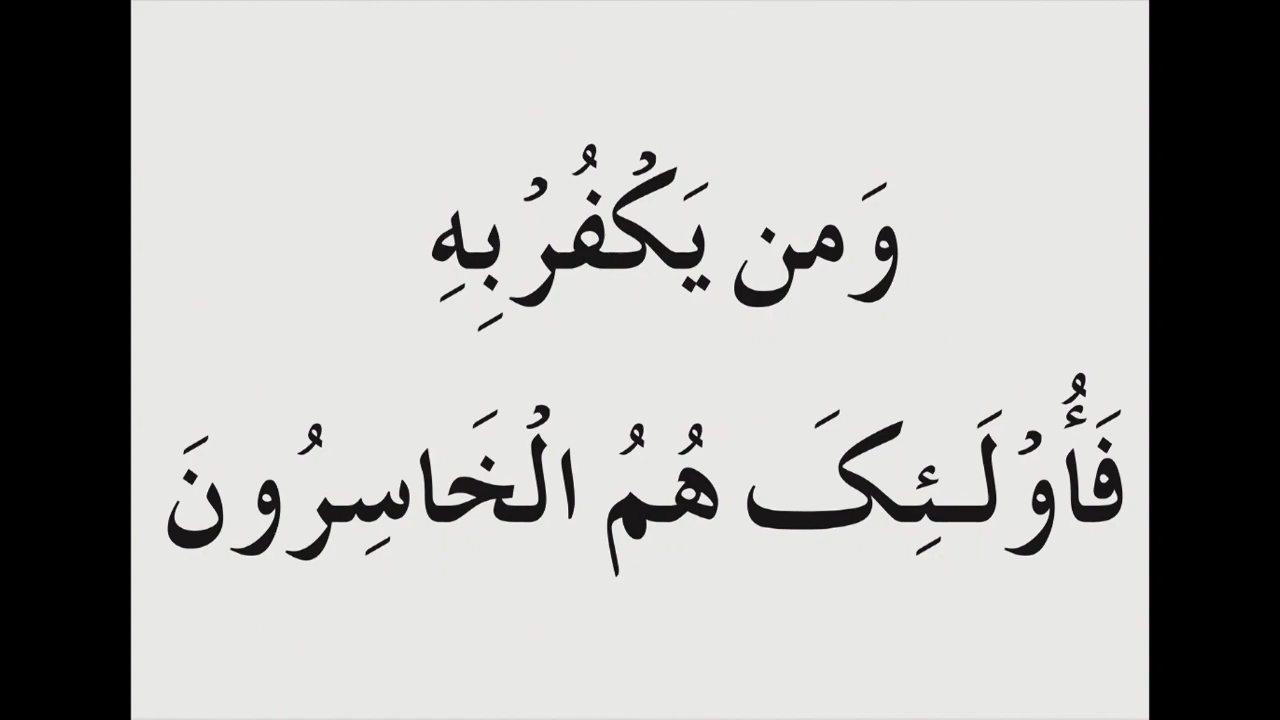 وَمن يَكْفُرْ بِهِ
فَأُوْلَـئِکَ هُمُ الْخَاسِرُونَ